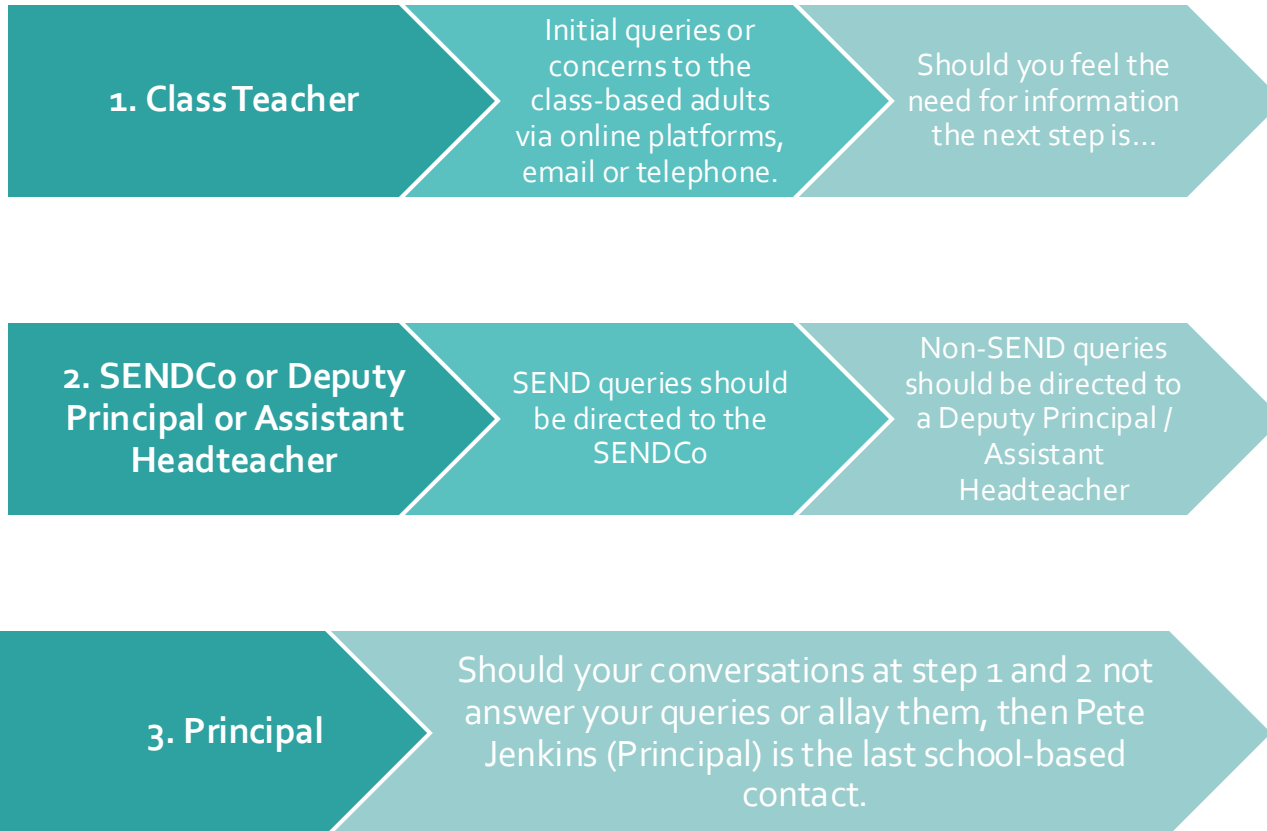 1. Class Teacher
Initial queries or
concerns to the
class-based adults
via online platforms,
email or telephone.
Should you feel the
need for information
the next step is...
2. SENDCo or Deputy
Principal or Assistant
Headteacher
SEND queries should
be directed to the
SENDCo
Non-SEND queries
should be directed to
a Deputy Principal /
Assistant
Headteacher
3. Principal
Should your conversations at step 1 and 2 not
answer your queries or allay them, then Pete
Jenkins (Principal) is the last school-based
contact.